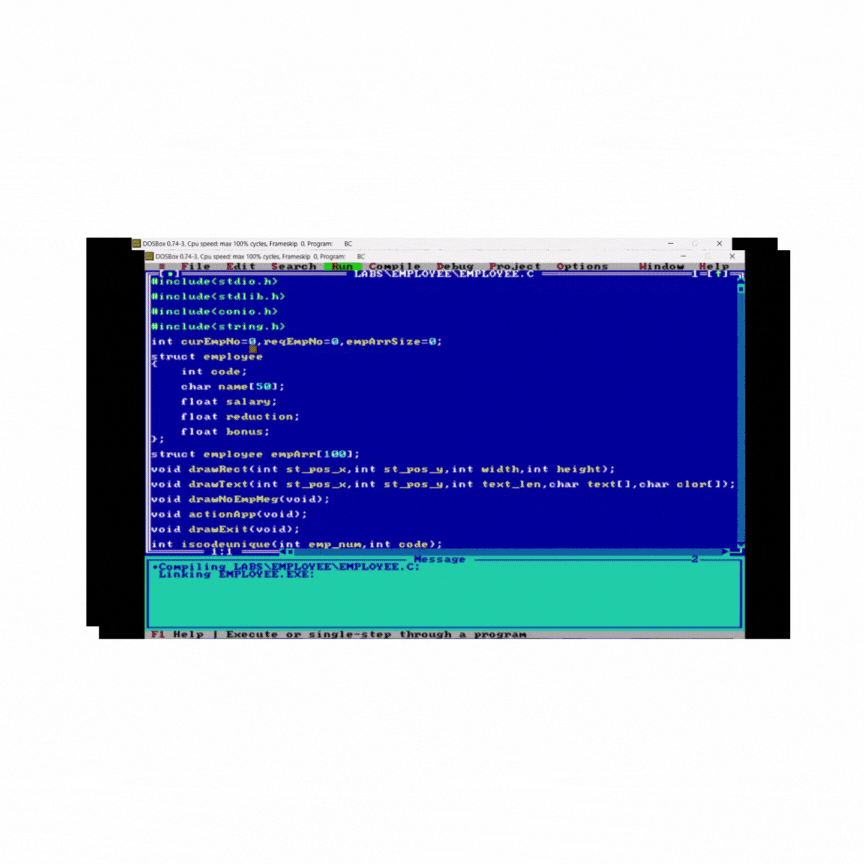 DOSBox 0.74-3, Cpu speed: max 100% cycles, Frameskip 0, Program: BC
DOSBox 0.74-3, Cpu speed: max 100% cycles, Frameskip 0, Program: BC
≡ File Edit Search Run Compile Debug Project Options Window Help
LABS\EMPLOYEE\EMPLOYEE.C 1
#include<stdio.h>
#include<stdlib.h>
#include<conio.h>
#include<string.h>
int curEmpNo=0,reqEmpNo=0,empArrSize=0;
struct employee
{
int code;
char name[50];
float salary;
float reduction;
float bonus;
};
struct employee empArr[100];
void drawRect(int st_pos_x,int st_pos_y,int width,int height);
void drawText(int st_pos_x,int st_pos_y,int text_len,char text[],char clor[]);
void drawNoEmpMeg(void);
void actionApp(void);
void drawExit(void);
int iscodeunique(int emp_num,int code);
1:1
Message 2
•Compiling LABS\EMPLOYEE\EMPLOYEE.C:
Linking EMPLOYEE.EXE:
F1 Help | Execute or single-step through a program